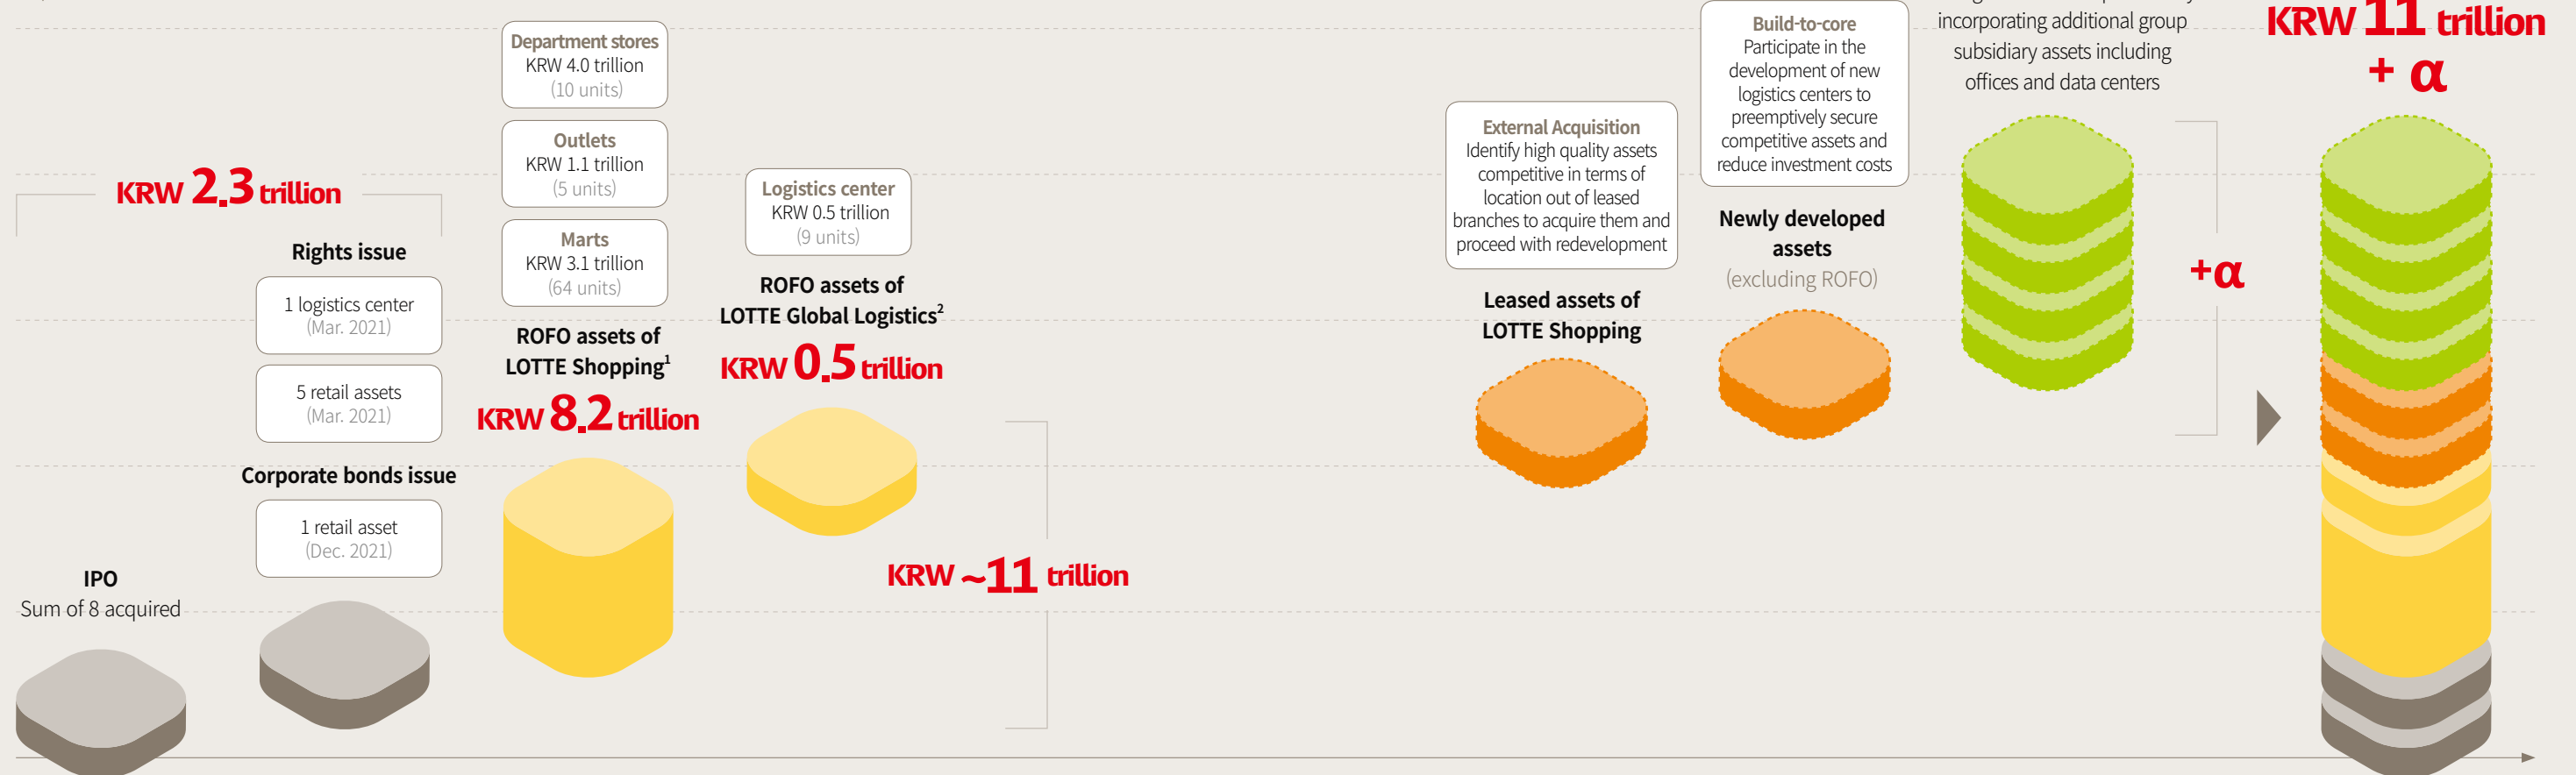 KRW 2.3 trillion
IPO
Sum of 8 acquired
Rights issue
1 logistics center
(Mar. 2021)
5 retail assets
(Mar. 2021)
Corporate bonds issue
1 retail asset
(Dec. 2021)
Department stores
KRW 4.0 trillion
(10 units)
Outlets
KRW 1.1 trillion
(5 units)
Marts
KRW 3.1 trillion
(64 units)
ROFO assets of
LOTTE Shopping1
KRW 8.2 trillion
Logistics center
KRW 0.5 trillion
(9 units)
ROFO assets of
LOTTE Global Logistics2
KRW 0.5 trillion
KRW ~11 trillion
External Acquisition
Identify high quality assets
competitive in terms of
location out of leased
branches to acquire them and
proceed with redevelopment
Leased assets of
LOTTE Shopping
Build-to-core
Participate in the
development of new
logistics centers to
preemptively secure
competitive assets and
reduce investment costs
Newly developed
assets
(excluding ROFO)
incorporating additional group
subsidiary assets including
offices and data centers
+α
KRW 11 trillion
+ α